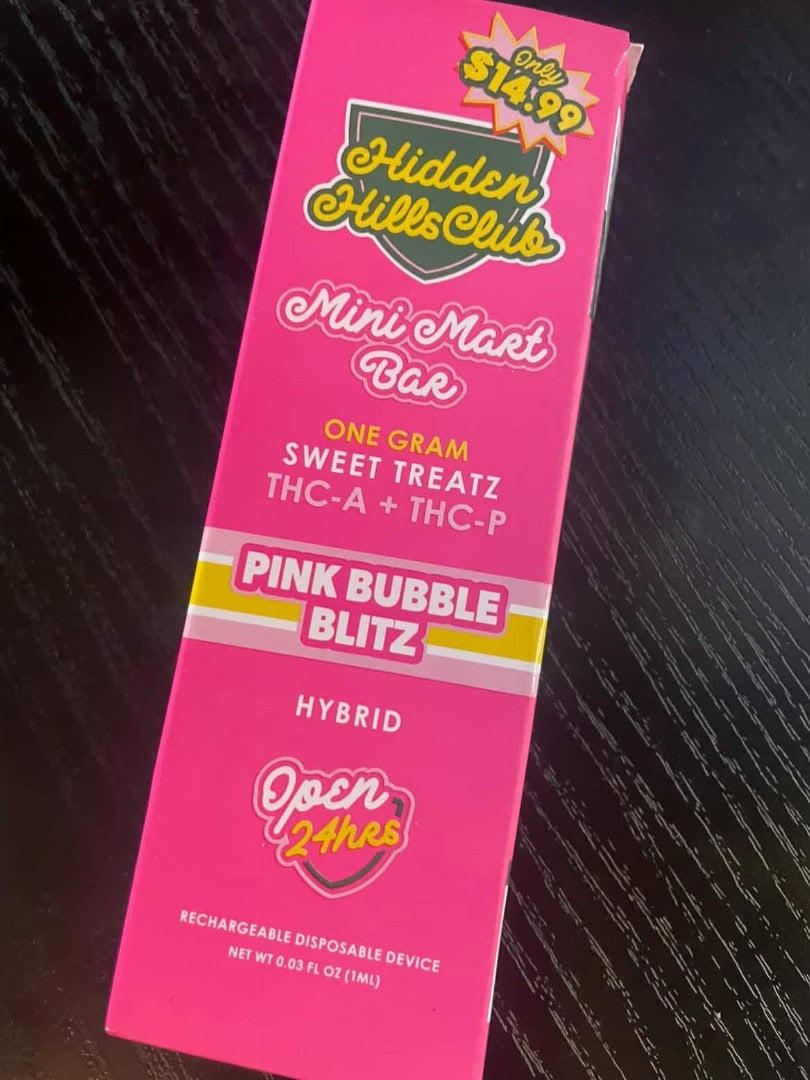 Only
$14.99
Hidden
Hills Club
Mini Mart
Bar
ONE GRAM
SWEET TREATZ
THC-A + THC-P
PINK BUBBLE
BLITZ
HYBRID
Open
24hrs
RECHARGEABLE DISPOSABLE DEVICE
NET WT 0.03 FL OZ (1ML)